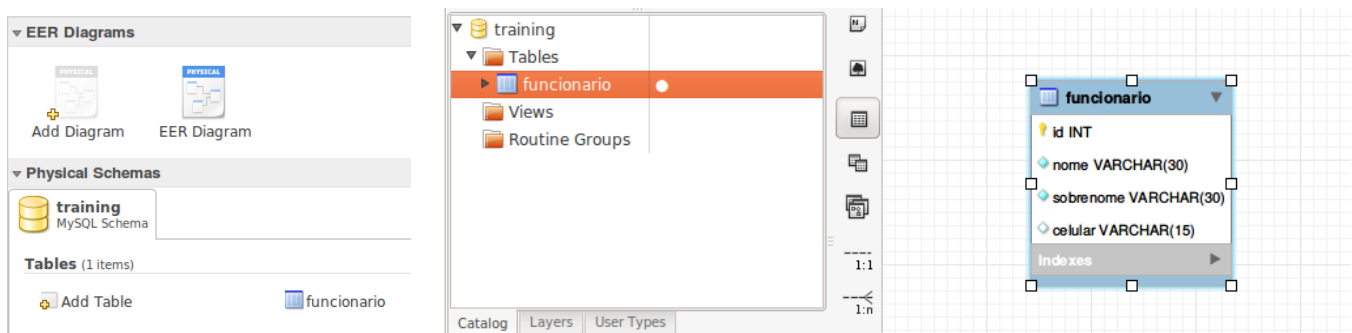 EER Diagrams
PHYSICAL
Add Diagram
PHYSICAL
EER Diagram
Physical Schemas
training
MySQL Schema
Tables (1 items)
Add Table
funcionario
training
Tables
funcionario
Views
Routine Groups
Catalog
Layers
User Types
N
1:1
1:n
funcionario
id INT
nome VARCHAR(30)
sobrenome VARCHAR(30)
celular VARCHAR(15)
Indexes